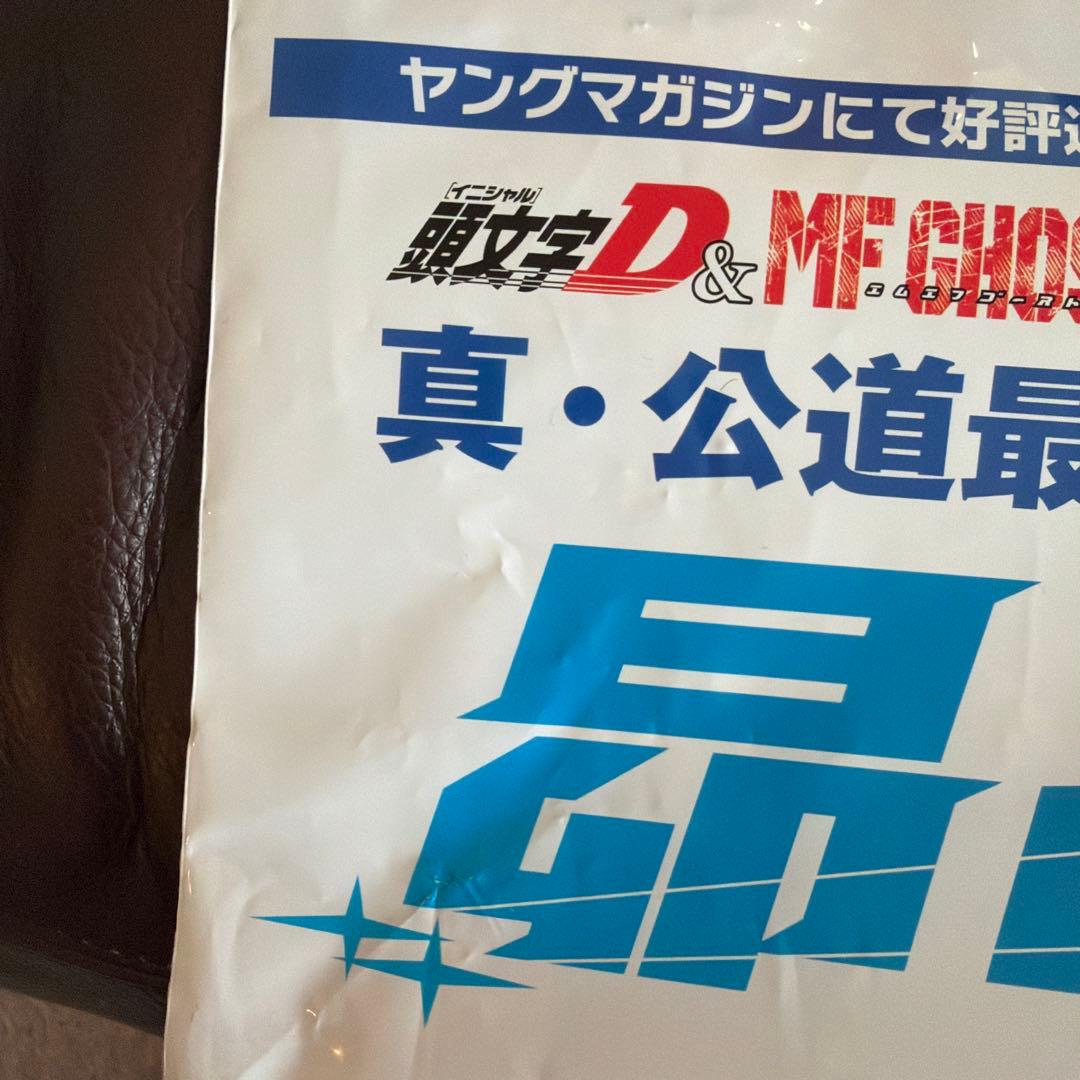 ヤングマガジンにて好評
[イニシャル]
頭文字D&MF GHOS
エムエフゴースト
真・公道最
昴